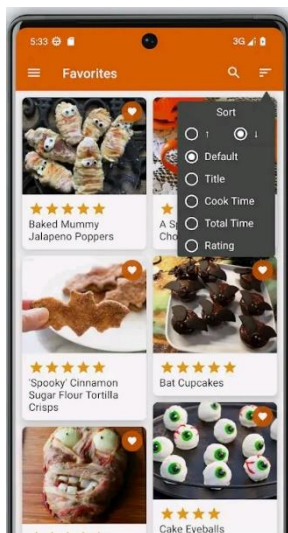 5:33
3G
Favorites
Sort
↑ ↓
Default
Title
Cook Time
Total Time
Rating
Baked Mummy
Jalapeno Poppers
A Sp
Cho
'Spooky' Cinnamon
Sugar Flour Tortilla
Crisps
Bat Cupcakes
Cake Eyeballs